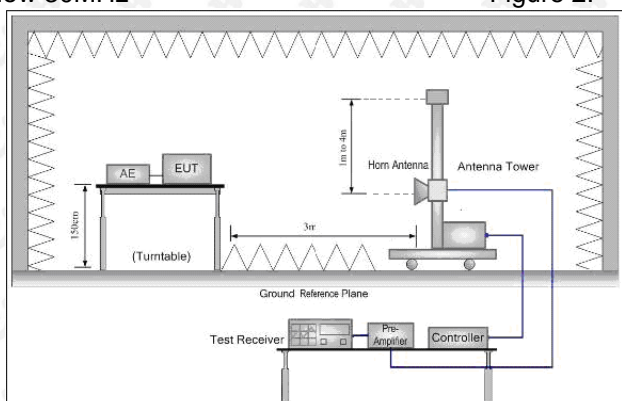 Figure 2.
1m to 4m
Horn Antenna
Antenna Tower
AE
EUT
150cm
3m
(Turntable)
Ground Reference Plane
Test Receiver
Pre-
Amplifier
Controller